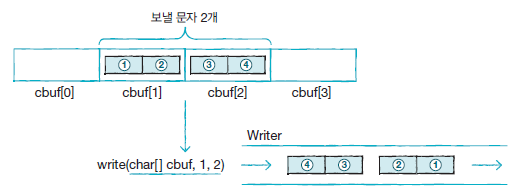 보낼 문자 2개
① ② ③ ④
cbuf[0] cbuf[1] cbuf[2] cbuf[3]
Writer
write(char[] cbuf, 1, 2) ④ ③ ② ①